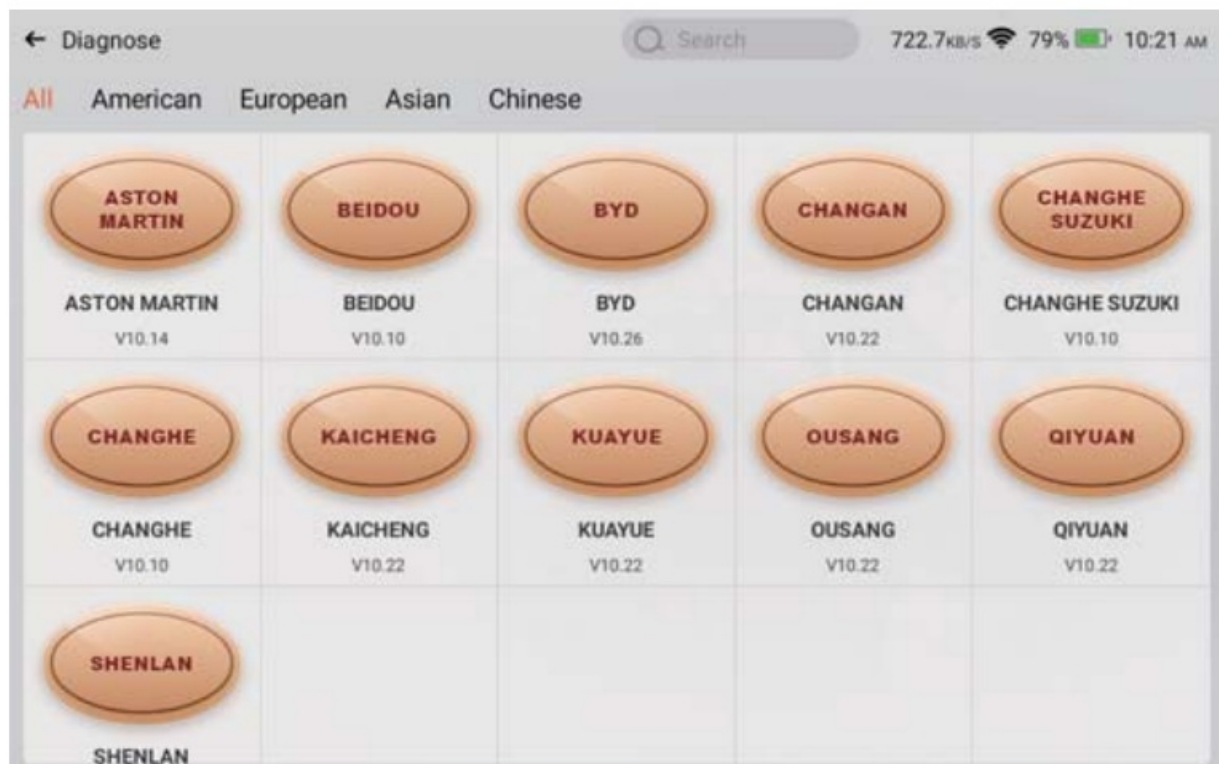 ← Diagnose
Search
722.7KB/S 79% 10:21 AM
All American European Asian Chinese
ASTON
MARTIN
BEIDOU
BYD
CHANGAN
CHANGHE
SUZUKI
ASTON MARTIN
BEIDOU
BYD
CHANGAN
CHANGHE SUZUKI
V10.14
V10.10
V10.26
V10.22
V10.10
CHANGHE
KAICHENG
KUAYUE
OUSANG
QIYUAN
CHANGHE
KAICHENG
KUAYUE
OUSANG
QIYUAN
V10.10
V10.22
V10.22
V10.22
V10.22
SHENLAN
SHENLAN